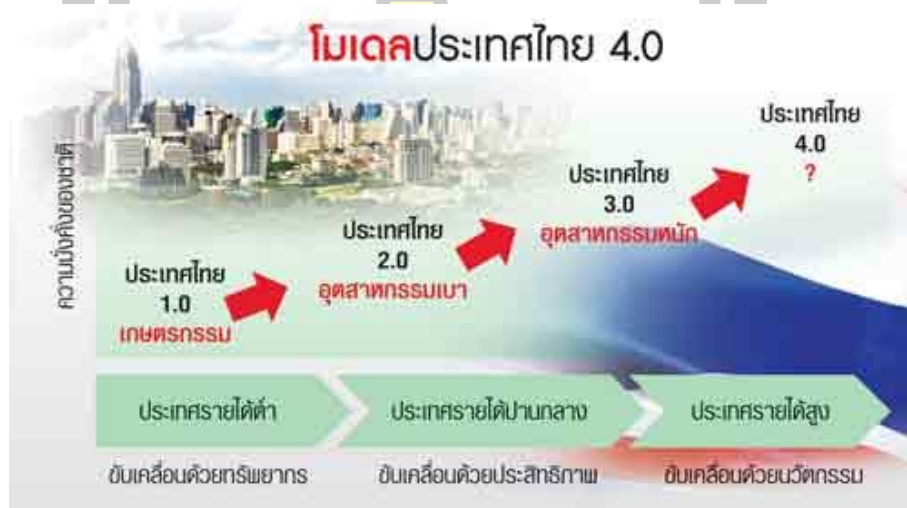 โมเดลประเทศไทย 4.0
ความมั่งคั่งของชาติ
ประเทศไทย
1.0
เกษตรกรรม
ประเทศไทย
2.0
อุตสาหกรรมเบา
ประเทศไทย
3.0
อุตสาหกรรมหนัก
ประเทศไทย
4.0
?
ประเทศรายได้ต่ำ
ประเทศรายได้ปานกลาง
ประเทศรายได้สูง
ขับเคลื่อนด้วยทรัพยากร
ขับเคลื่อนด้วยประสิทธิภาพ
ขับเคลื่อนด้วยนวัตกรรม